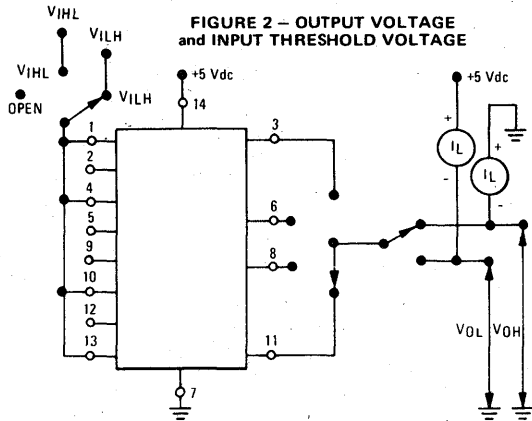 FIGURE 2 – OUTPUT VOLTAGE
and INPUT THRESHOLD VOLTAGE
VIHL
VILH
VIHL
VILH
OPEN
+5 Vdc
14
1
2
4
5
9
10
12
13
3
6
8
11
7
+5 Vdc
+
IL
-
+
IL
-
VOL
VOH